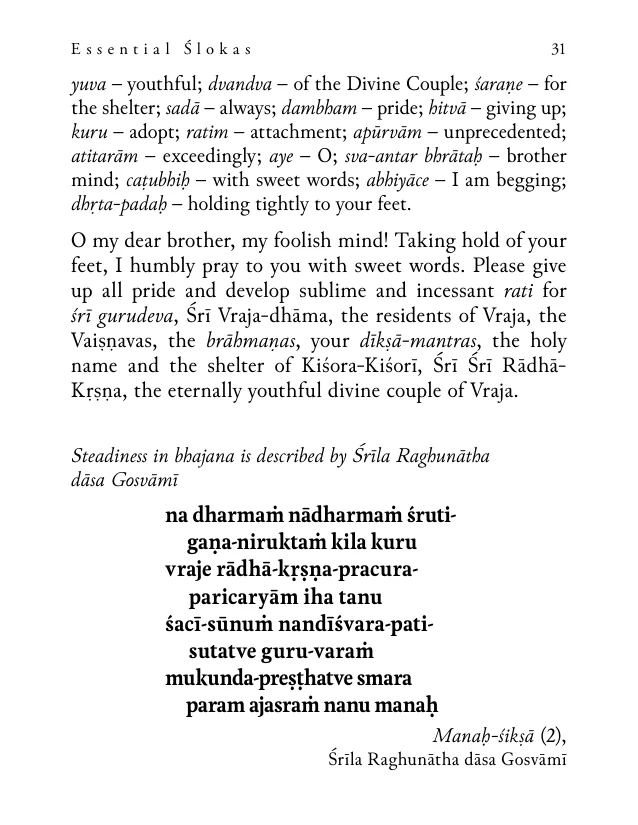 Essential Ślokas 31
yuva – youthful; dvandva – of the Divine Couple; śaraṇe – for
the shelter; sadā – always; dambham – pride; hitvā – giving up;
kuru – adopt; ratim – attachment; apūrvām – unprecedented;
atitarām – exceedingly; aye – O; sva-antar bhrātaḥ – brother
mind; caṭubhiḥ – with sweet words; abhiyāce – I am begging;
dhṛta-padaḥ – holding tightly to your feet.
O my dear brother, my foolish mind! Taking hold of your
feet, I humbly pray to you with sweet words. Please give
up all pride and develop sublime and incessant rati for
śrī gurudeva, Śrī Vraja-dhāma, the residents of Vraja, the
Vaiṣṇavas, the brāhmaṇas, your dīkṣā-mantras, the holy
name and the shelter of Kiśora-Kiśorī, Śrī Śrī Rādhā-
Kṛṣṇa, the eternally youthful divine couple of Vraja.
Steadiness in bhajana is described by Śrīla Raghunātha
dāsa Gosvāmī
na dharmaṁ nādharmaṁ śruti-
gaṇa-niruktaṁ kila kuru
vraje rādhā-kṛṣṇa-pracura-
paricaryām iha tanu
śacī-sūnuṁ nandīśvara-pati-
sutatve guru-varaṁ
mukunda-preṣṭhatve smara
param ajasraṁ nanu manaḥ
Manaḥ-śikṣā (2),
Śrīla Raghunātha dāsa Gosvāmī